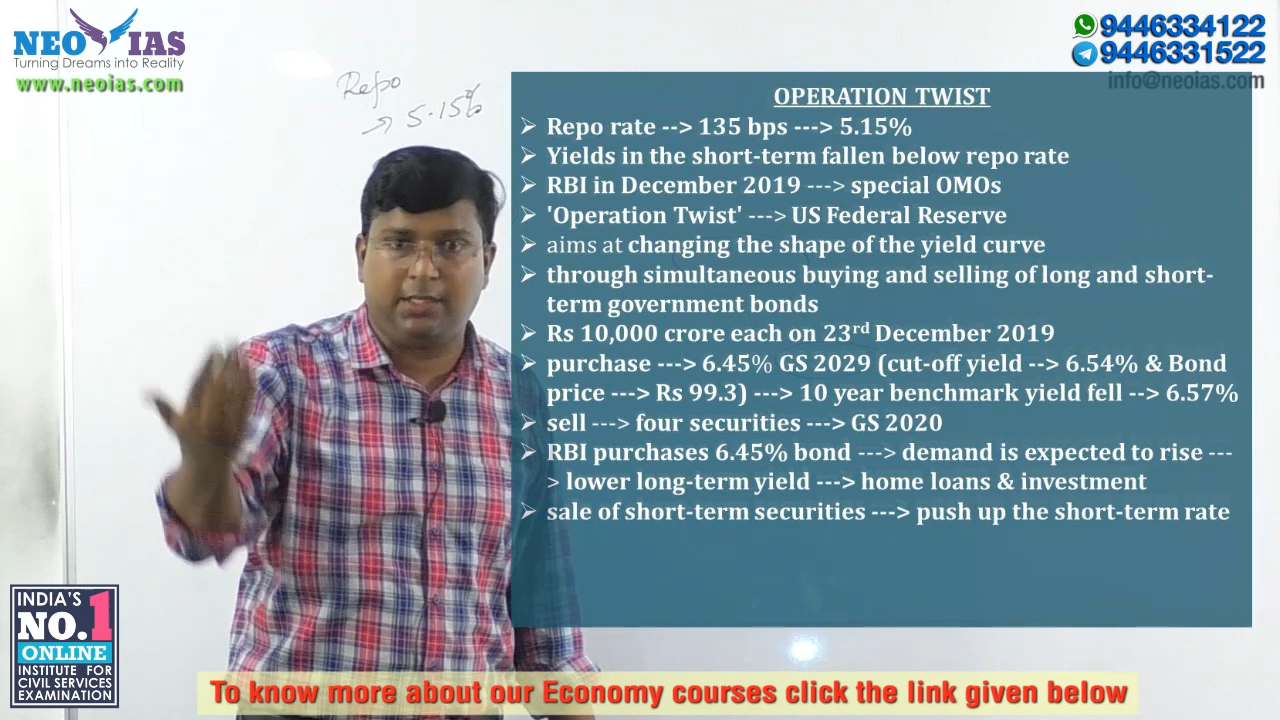 NEO IAS
Turning Dreams into Reality
www.neoias.com
9446334122
9446331522
info@neoias.com
Repo
→ 5.15%
OPERATION TWIST
➢ Repo rate --> 135 bps ---> 5.15%
➢ Yields in the short-term fallen below repo rate
➢ RBI in December 2019 ---> special OMOs
➢ 'Operation Twist' ---> US Federal Reserve
➢ aims at changing the shape of the yield curve
➢ through simultaneous buying and selling of long and short-
term government bonds
➢ Rs 10,000 crore each on 23rd December 2019
➢ purchase ---> 6.45% GS 2029 (cut-off yield --> 6.54% & Bond
price ---> Rs 99.3) ---> 10 year benchmark yield fell --> 6.57%
➢ sell ---> four securities ---> GS 2020
➢ RBI purchases 6.45% bond ---> demand is expected to rise ---
> lower long-term yield ---> home loans & investment
➢ sale of short-term securities ---> push up the short-term rate
INDIA'S
NO.1
ONLINE
INSTITUTE FOR
CIVIL SERVICES
EXAMINATION
To know more about our Economy courses click the link given below